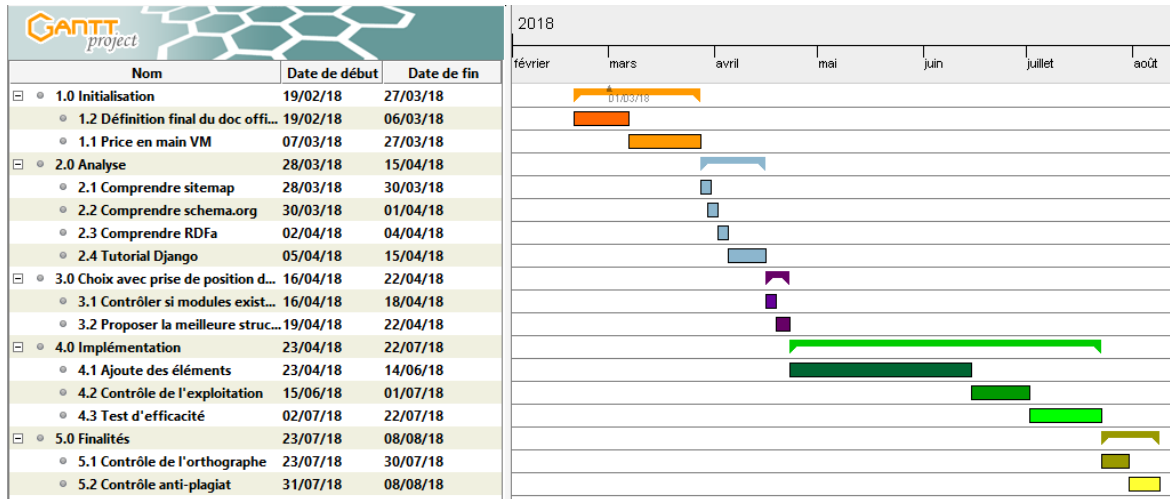 GANTT
project
2018
février mars avril mai juin juillet août
Nom Date de début Date de fin
1.0 Initialisation 19/02/18 27/03/18
01/03/18
1.2 Définition final du doc offi... 19/02/18 06/03/18
1.1 Price en main VM 07/03/18 27/03/18
2.0 Analyse 28/03/18 15/04/18
2.1 Comprendre sitemap 28/03/18 30/03/18
2.2 Comprendre schema.org 30/03/18 01/04/18
2.3 Comprendre RDFa 02/04/18 04/04/18
2.4 Tutorial Django 05/04/18 15/04/18
3.0 Choix avec prise de position d... 16/04/18 22/04/18
3.1 Contrôler si modules exist... 16/04/18 18/04/18
3.2 Proposer la meilleure struc... 19/04/18 22/04/18
4.0 Implémentation 23/04/18 22/07/18
4.1 Ajoute des éléments 23/04/18 14/06/18
4.2 Contrôle de l'exploitation 15/06/18 01/07/18
4.3 Test d'efficacité 02/07/18 22/07/18
5.0 Finalités 23/07/18 08/08/18
5.1 Contrôle de l'orthographe 23/07/18 30/07/18
5.2 Contrôle anti-plagiat 31/07/18 08/08/18